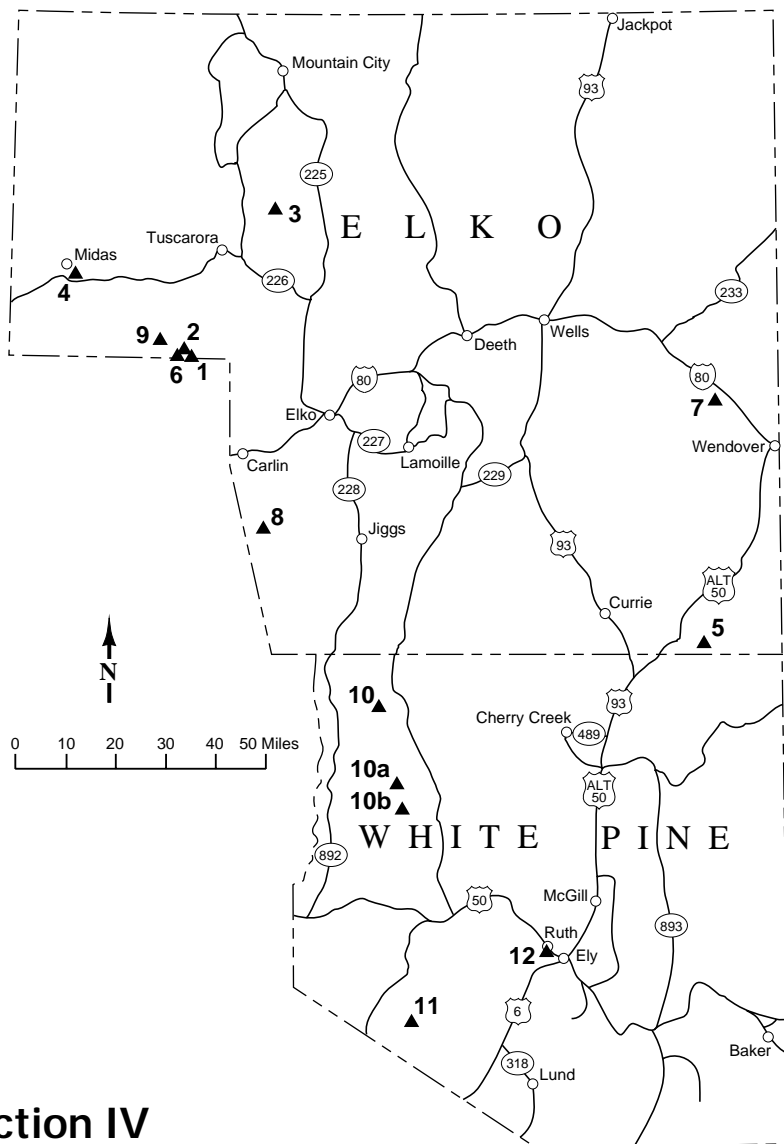 Jackpot
Mountain City
93
225
3
E L K O
Tuscarora
Midas
4
226
233
9
2
6
1
Deeth
Wells
80
80
7
Elko
227
Lamoille
Carlin
Wendover
229
228
8
Jiggs
93
ALT
50
Currie
5
N
10
93
Cherry Creek
489
0 10 20 30 40 50 Miles
10a
ALT
50
10b
WHITE PINE
892
50
McGill
893
Ruth
12
Ely
11
6
Baker
318
Lund
ction IV